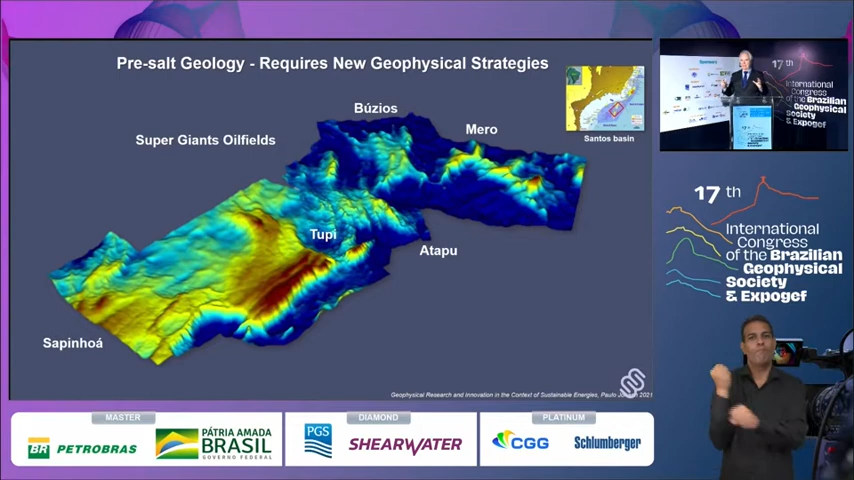 Pre-salt Geology - Requires New Geophysical Strategies
Búzios
Mero
Super Giants Oilfields
Santos basin
Tupi
Atapu
Sapinhoá
Geophysical Research and Innovation in the Context of Sustainable Energies, Paulo 2021
17 th
International
Congress
of the Brazilian
Geophysical
Society
& Expogef
17 th
International
Congress
of the Brazilian
Geophysical
Society
& Expogef
MASTER
DIAMOND
PLATINUM
BR PETROBRAS
PÁTRIA AMADA
BRASIL
GOVERNO FEDERAL
PGS
SHEARWATER
CGG
Schlumberger